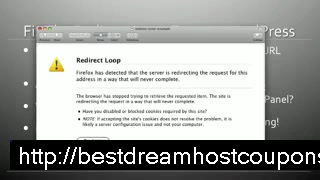 Fi Press
URL
Redirect Loop
Firefox has detected that the server is redirecting the request for this address in a way that will never complete.
The browser has stopped trying to retrieve the requested item. The site is redirecting the request in a way that will never complete.
• Have you disabled or blocked cookies required by this site?
Panel?
• NOTE: If accepting the site's cookies does not resolve the problem, it is likely a server configuration issue and not your computer.
ng!
http://bestdreamhostcoupons